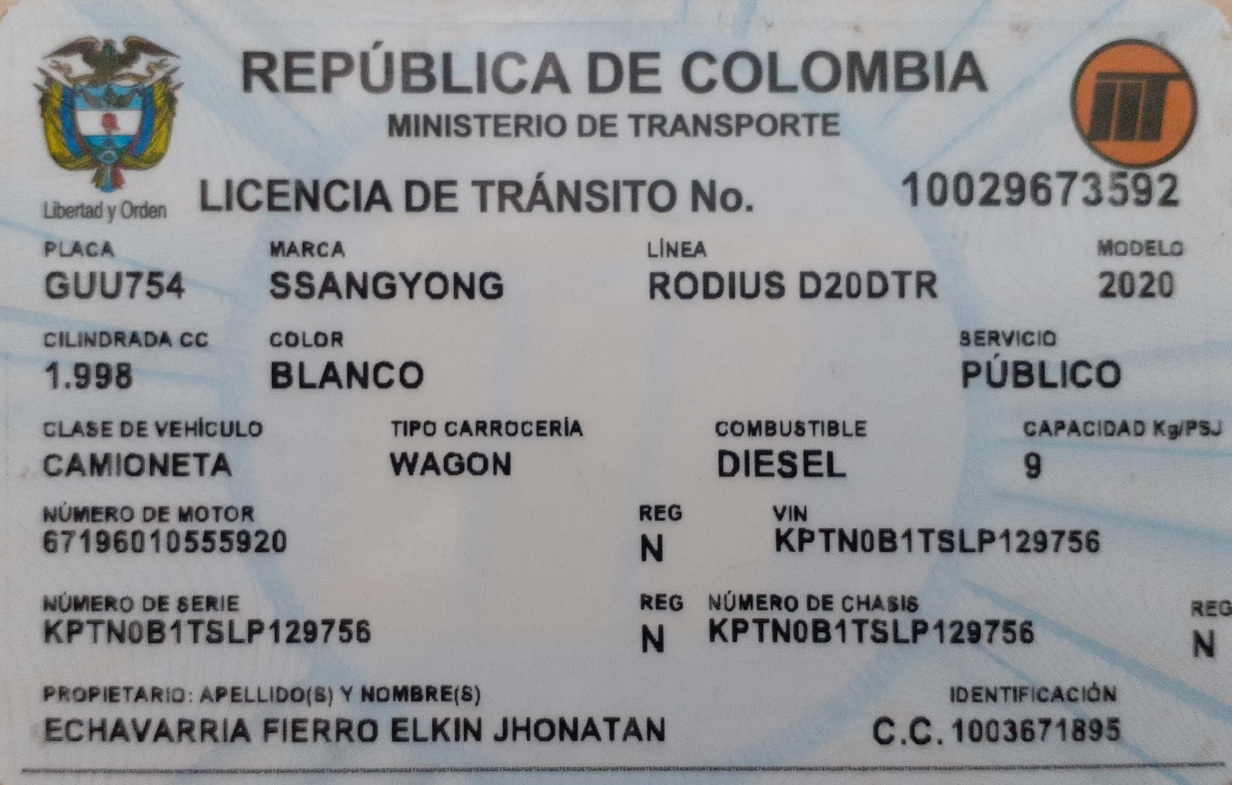 REPÚBLICA DE COLOMBIA
MINISTERIO DE TRANSPORTE
Libertad y Orden
LICENCIA DE TRÁNSITO No. 10029673592
PLACA MARCA LÍNEA MODELO
GUU754 SSANGYONG RODIUS D20DTR 2020
CILINDRADA CC COLOR SERVICIO
1.998 BLANCO PÚBLICO
CLASE DE VEHÍCULO TIPO CARROCERÍA COMBUSTIBLE CAPACIDAD Kg/PSJ
CAMIONETA WAGON DIESEL 9
NÚMERO DE MOTOR REG VIN
67196010555920 N KPTN0B1TSLP129756
NÚMERO DE SERIE REG NÚMERO DE CHASIS REG
KPTN0B1TSLP129756 N KPTN0B1TSLP129756 N
PROPIETARIO: APELLIDO(S) Y NOMBRE(S) IDENTIFICACIÓN
ECHAVARRIA FIERRO ELKIN JHONATAN C.C. 1003671895